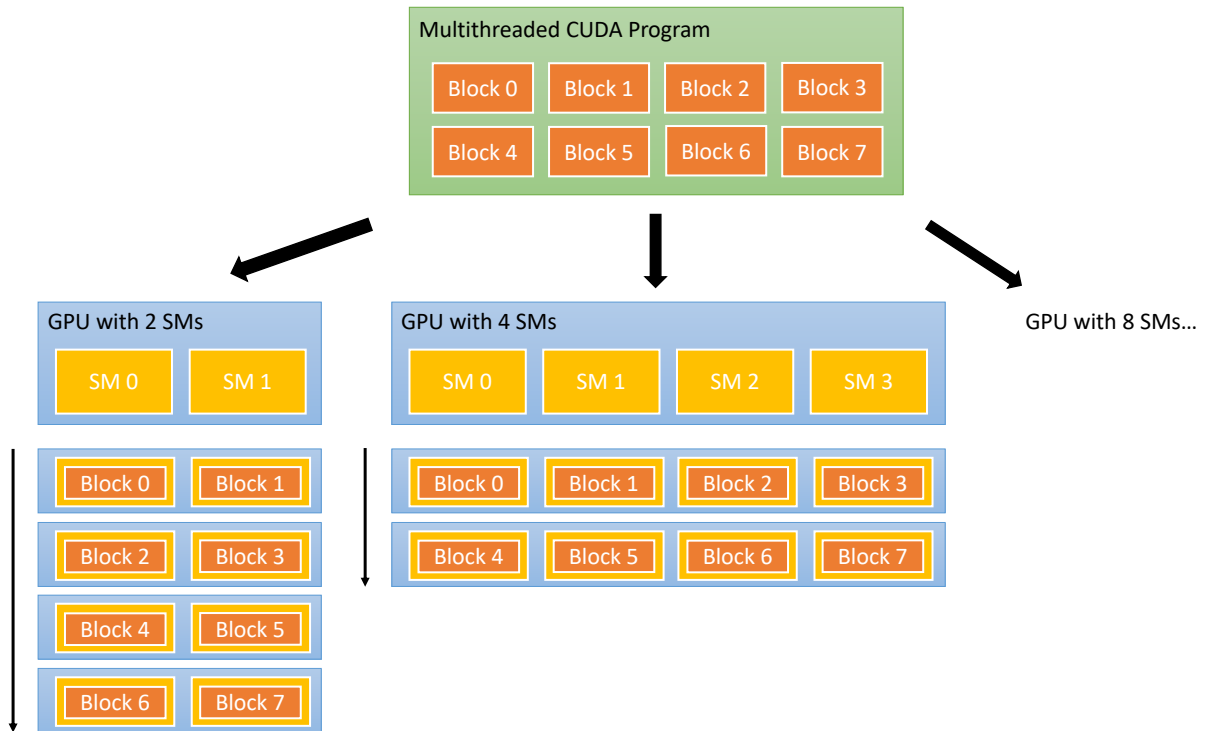 Multithreaded CUDA Program
Block 0 Block 1 Block 2 Block 3
Block 4 Block 5 Block 6 Block 7
GPU with 2 SMs
SM 0 SM 1
Block 0 Block 1
Block 2 Block 3
Block 4 Block 5
Block 6 Block 7
GPU with 4 SMs
SM 0 SM 1 SM 2 SM 3
Block 0 Block 1 Block 2 Block 3
Block 4 Block 5 Block 6 Block 7
GPU with 8 SMs…